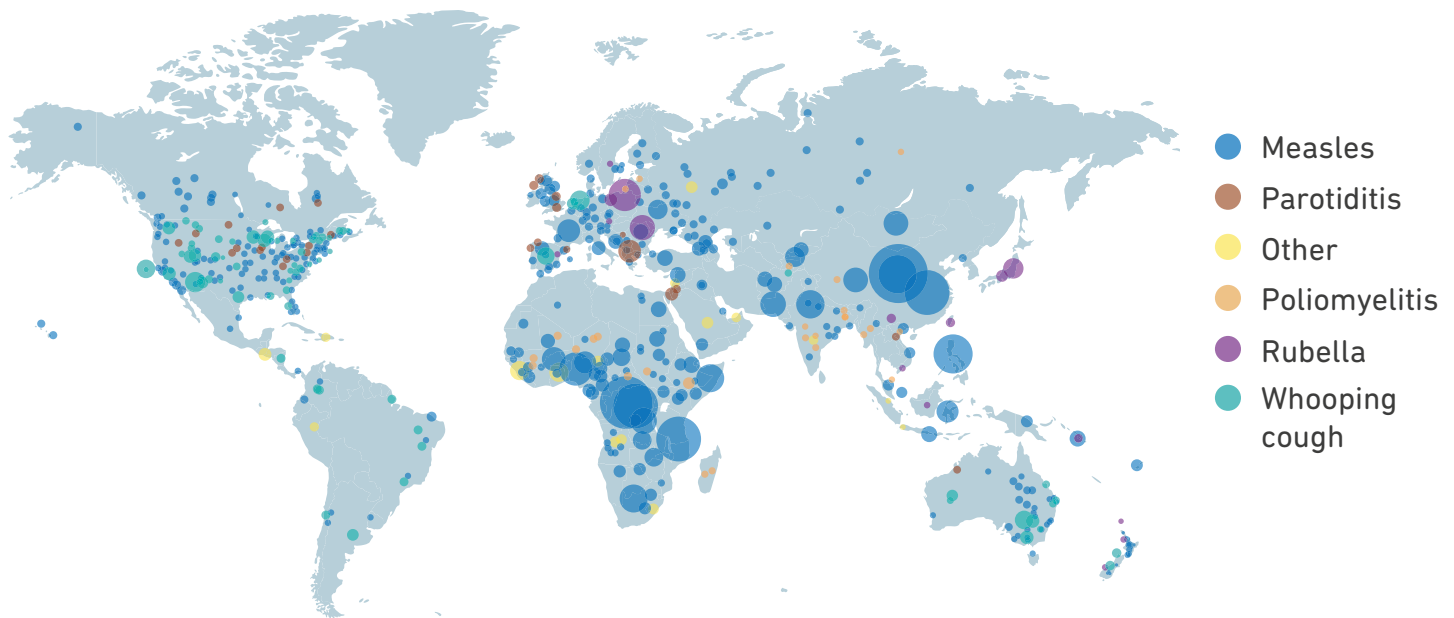 Measles
Parotiditis
Other
Poliomyelitis
Rubella
Whooping
cough